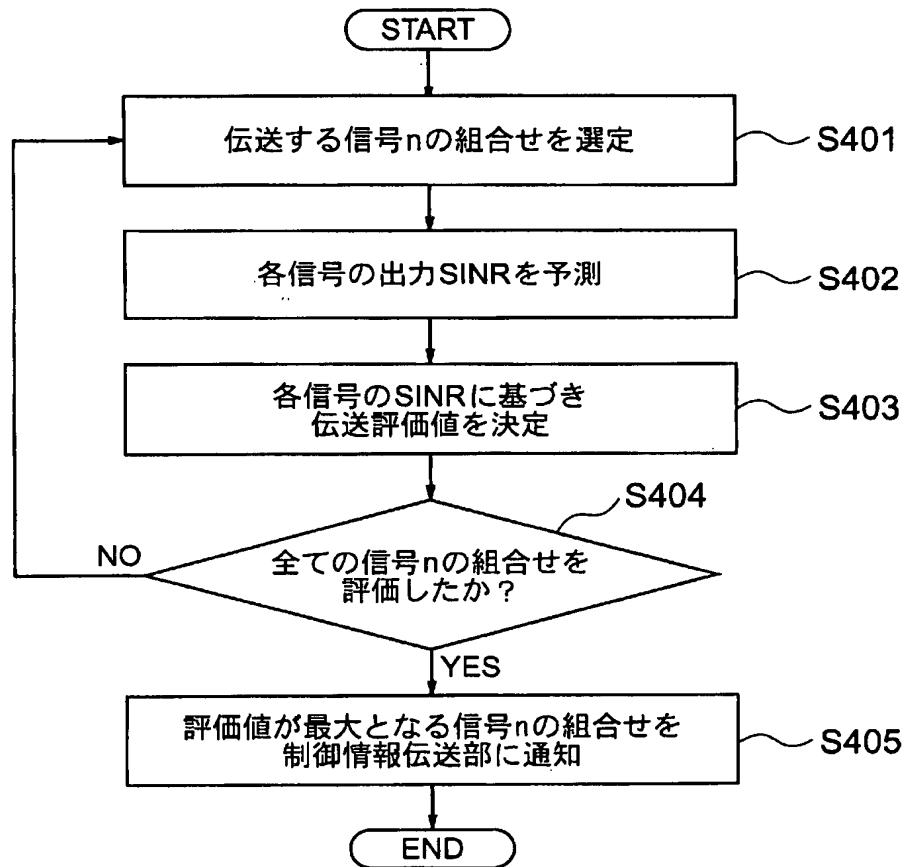 START
伝送する信号nの組合せを選定
S401
各信号の出力SINRを予測
S402
各信号のSINRに基づき
伝送評価値を決定
S403
S404
NO
全ての信号nの組合せを
評価したか？
YES
評価値が最大となる信号nの組合せを
制御情報伝送部に通知
S405
END